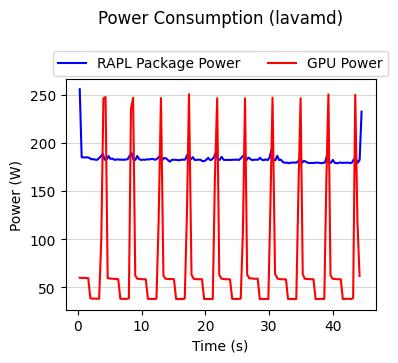 Power Consumption (lavamd)
RAPL Package Power
GPU Power
250
200
150
100
50
Power (W)
0
10
20
30
40
Time (s)